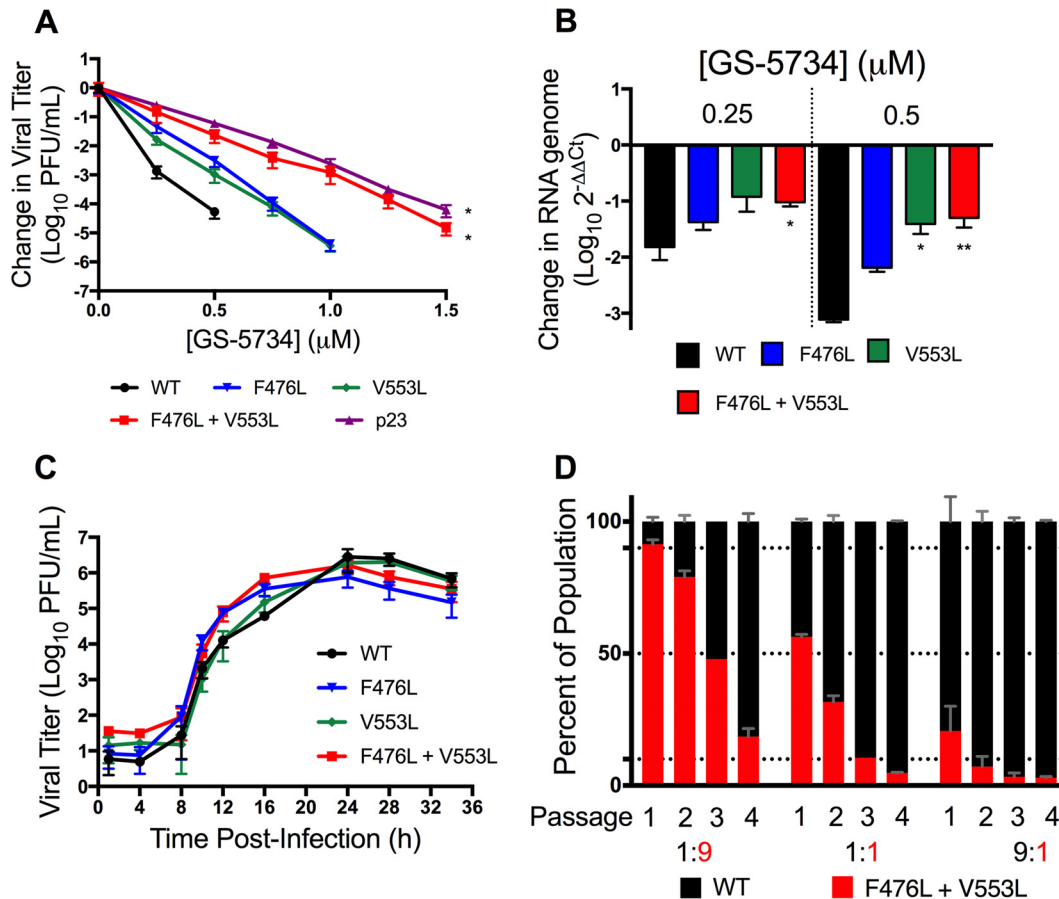 A
Change in Viral Titer
(Log10 PFU/mL)
0
-1
-2
-3
-4
-5
-6
-7
0.0 0.5 1.0 1.5
*
*
[GS-5734] (μM)
WT F476L V553L
F476L + V553L p23
B
[GS-5734] (μM)
0.25 0.5
Change in RNA genome
(Log10 2-ΔΔCt)
0
-1
-2
-3
* * **
WT F476L V553L
F476L + V553L
C
Viral Titer (Log10 PFU/mL)
7
6
5
4
3
2
1
0
0 4 8 12 16 20 24 28 32 36
Time Post-Infection (h)
WT
F476L
V553L
F476L + V553L
D
Percent of Population
100
50
0
Passage 1 2 3 4 1 2 3 4 1 2 3 4
1:9 1:1 9:1
WT F476L + V553L